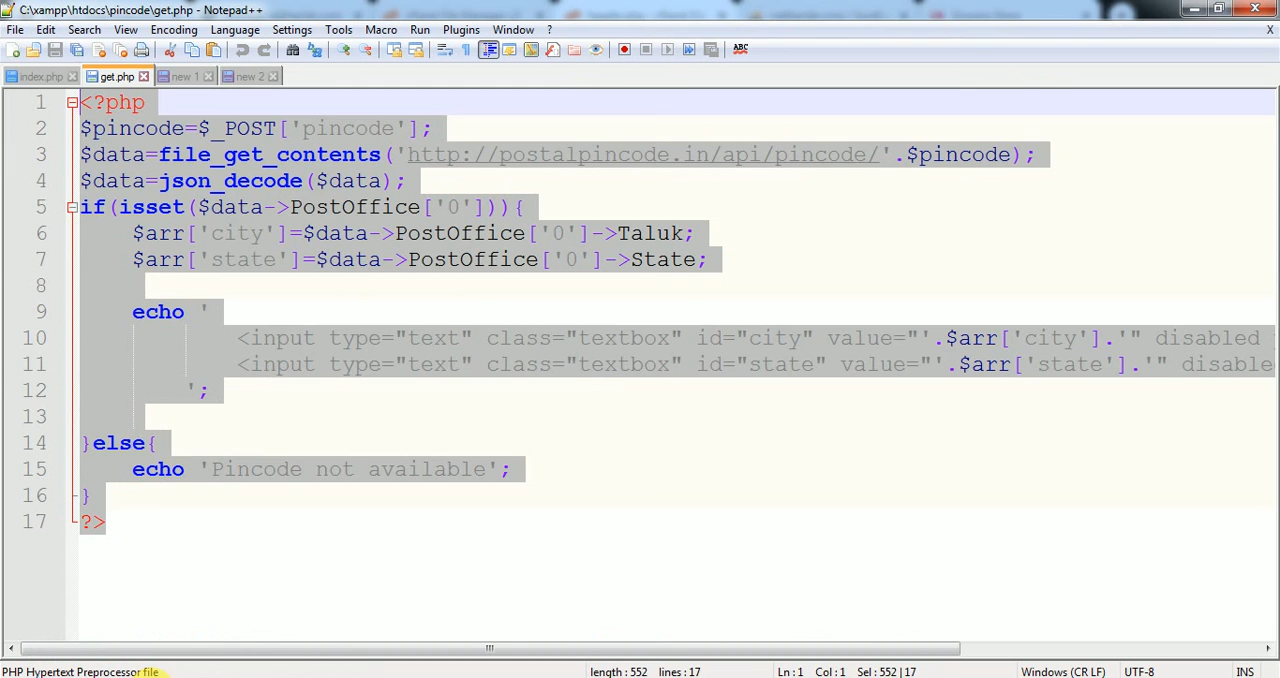 C:\xampp\htdocs\pincode\get.php - Notepad++
File Edit Search View Encoding Language Settings Tools Macro Run Plugins Window ? X
ABC
index.php get.php new 1 new 2
1 <?php
2 $pincode=$_POST['pincode'];
3 $data=file_get_contents('http://postalpincode.in/api/pincode/'.$pincode);
4 $data=json_decode($data);
5 if(isset($data->PostOffice['0'])){
6 $arr['city']=$data->PostOffice['0']->Taluk;
7 $arr['state']=$data->PostOffice['0']->State;
8
9 echo '
10 <input type="text" class="textbox" id="city" value="'.$arr['city'].'" disabled
11 <input type="text" class="textbox" id="state" value="'.$arr['state'].'" disable
12 ';
13
14 }else{
15 echo 'Pincode not available';
16 }
17 ?>
PHP Hypertext Preprocessor file length : 552 lines : 17 Ln : 1 Col : 1 Sel : 552 | 17 Windows (CR LF) UTF-8 INS